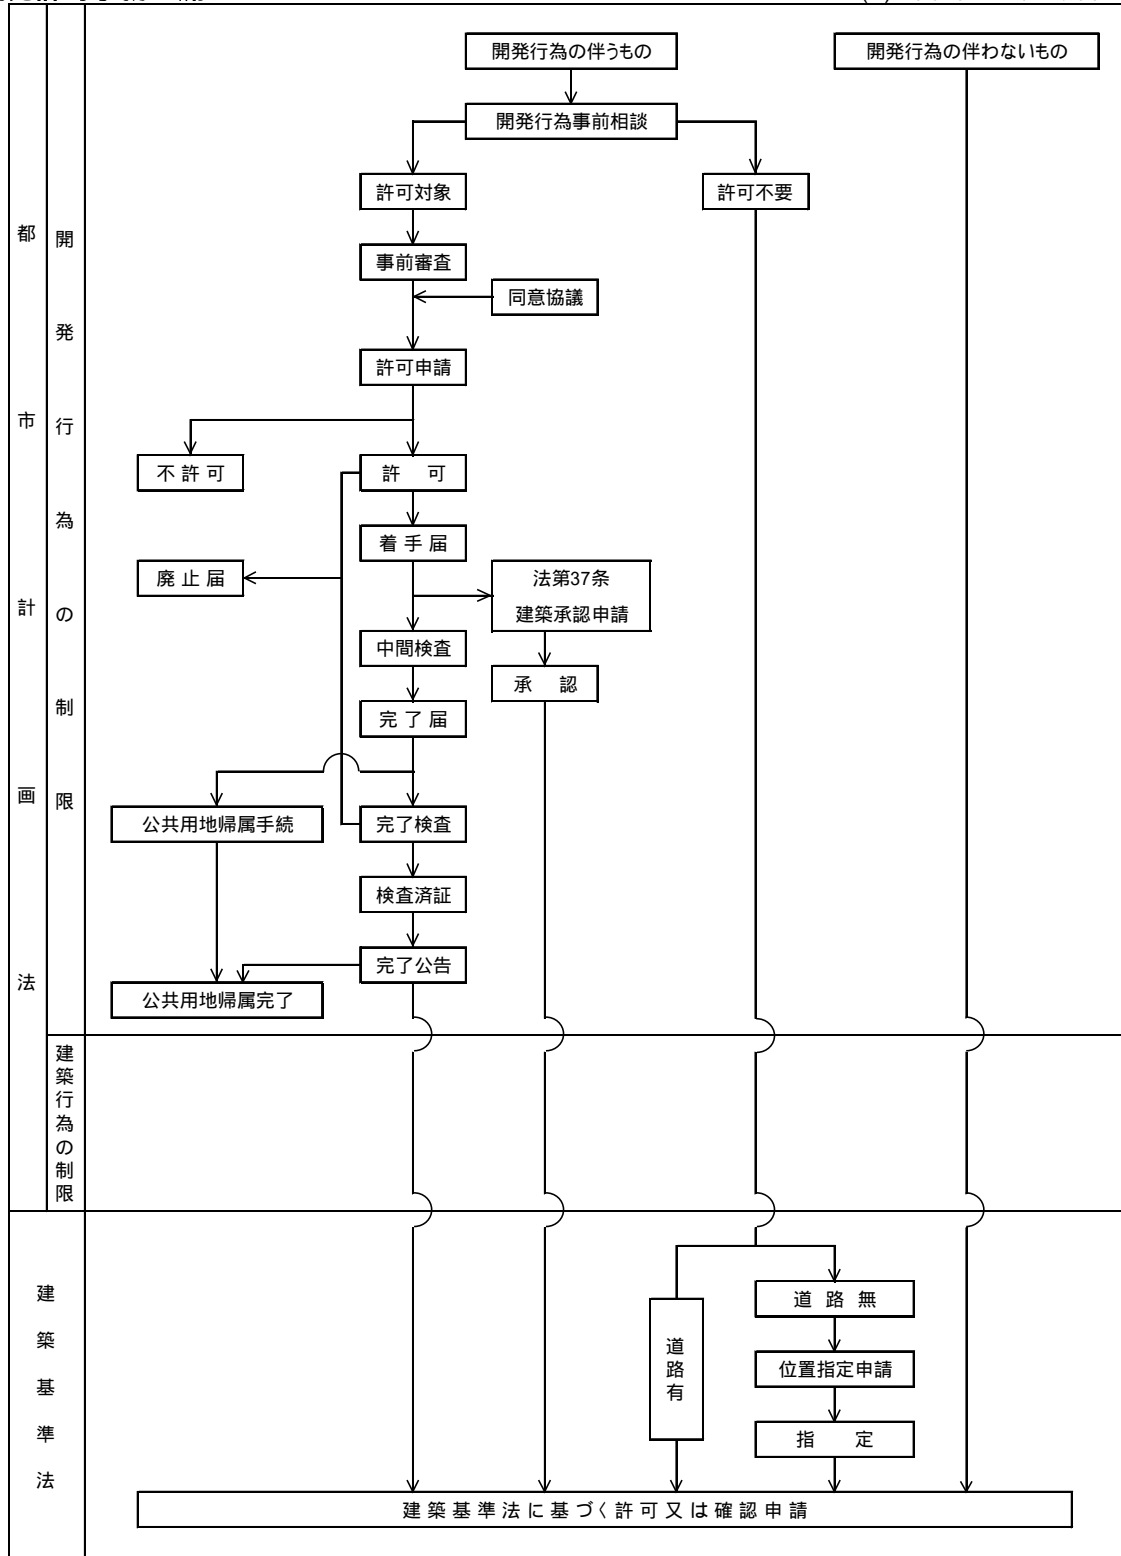 開発行為の伴うもの
開発行為の伴わないもの
開発行為事前相談
許可対象
許可不要
事前審査
同意協議
許可申請
不許可
許　可
着手届
廃止届
法第37条
建築承認申請
中間検査
承　認
完了届
公共用地帰属手続
完了検査
検査済証
完了公告
公共用地帰属完了
都市計画法
開発行為の制限
建築行為の制限
建築基準法
道路無
道路有
位置指定申請
指　定
建築基準法に基づく許可又は確認申請